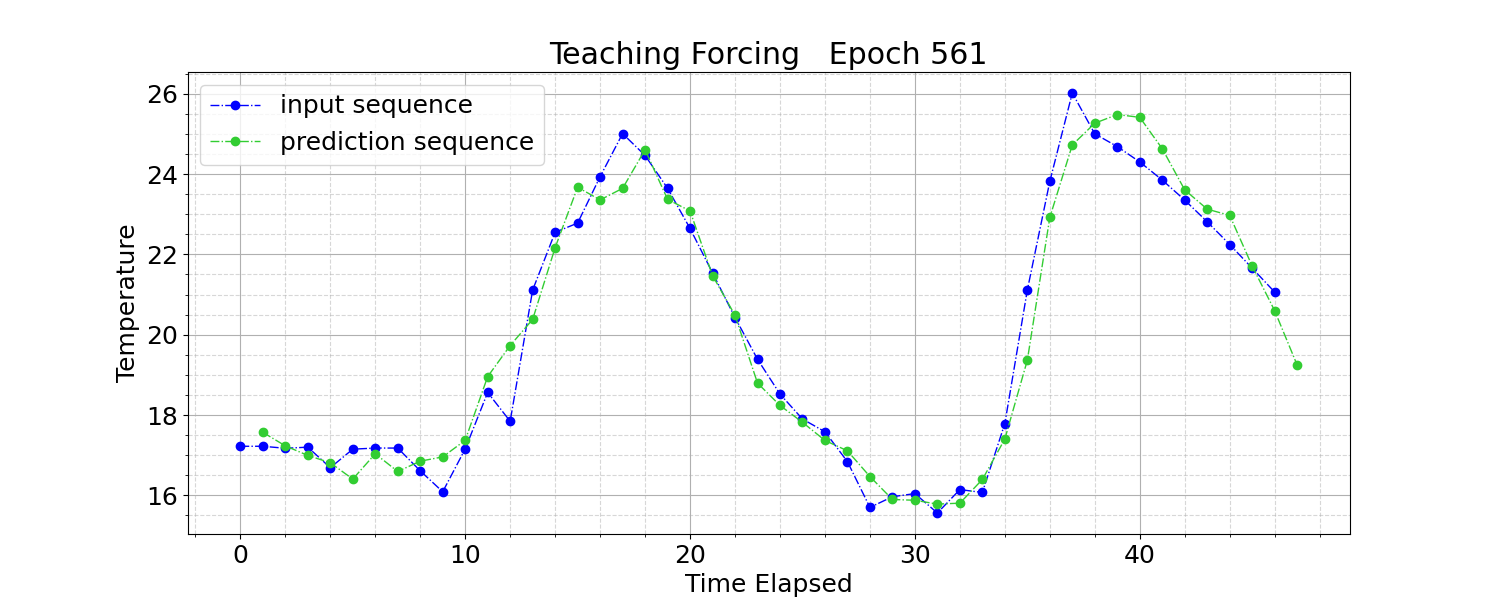 Teaching Forcing   Epoch 561
input sequence
prediction sequence
Temperature
26
24
22
20
18
16
0 10 20 30 40
Time Elapsed